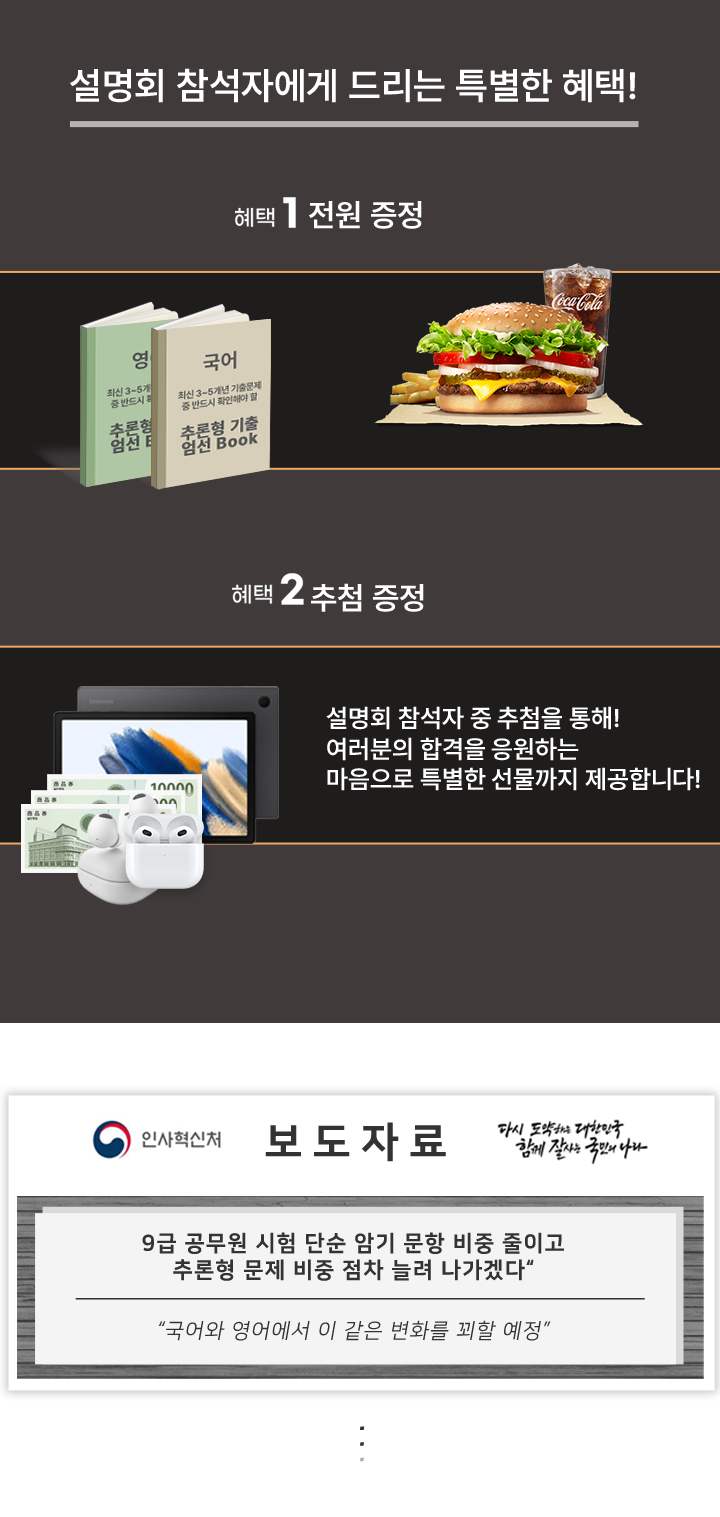 설명회 참석자에게 드리는 특별한 혜택!
혜택 1 전원 증정
영
최신 3~5개
중 반드시
추론형
엄선
국어
최신 3~5개년 기출문제
중 반드시 확인해야 할
추론형 기출
엄선 Book
Coca-Cola
혜택 2 추첨 증정
SAMSUNG
설명회 참석자 중 추첨을 통해!
여러분의 합격을 응원하는
마음으로 특별한 선물까지 제공합니다!
商品券
10000
商品券
商品券
인사혁신처
보도자료
다시 도약하는 대한민국
함께 잘사는 국민의 나라
9급 공무원 시험 단순 암기 문항 비중 줄이고
추론형 문제 비중 점차 늘려 나가겠다“
“국어와 영어에서 이 같은 변화를 꾀할 예정”